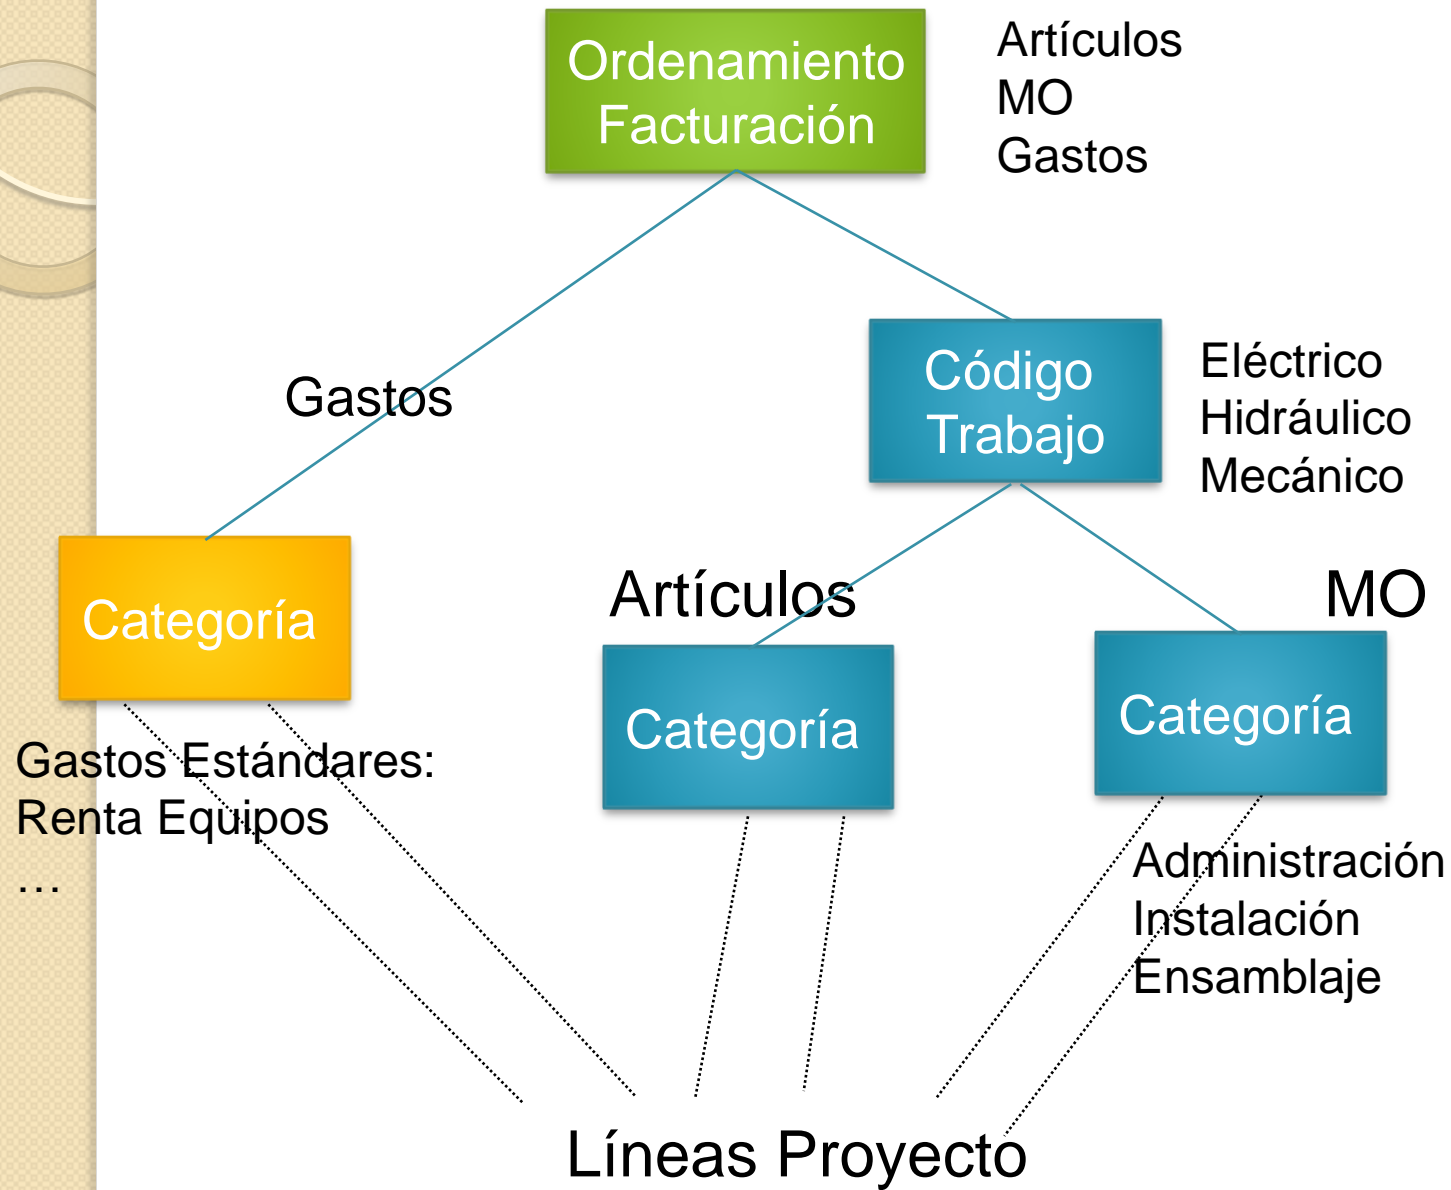 Ordenamiento
Facturación
Artículos
MO
Gastos
Gastos
Código
Trabajo
Eléctrico
Hidráulico
Mecánico
Categoría
Artículos
MO
Categoría
Categoría
Gastos Estándares:
Renta Equipos
…
Administración
Instalación
Ensamblaje
Líneas Proyecto